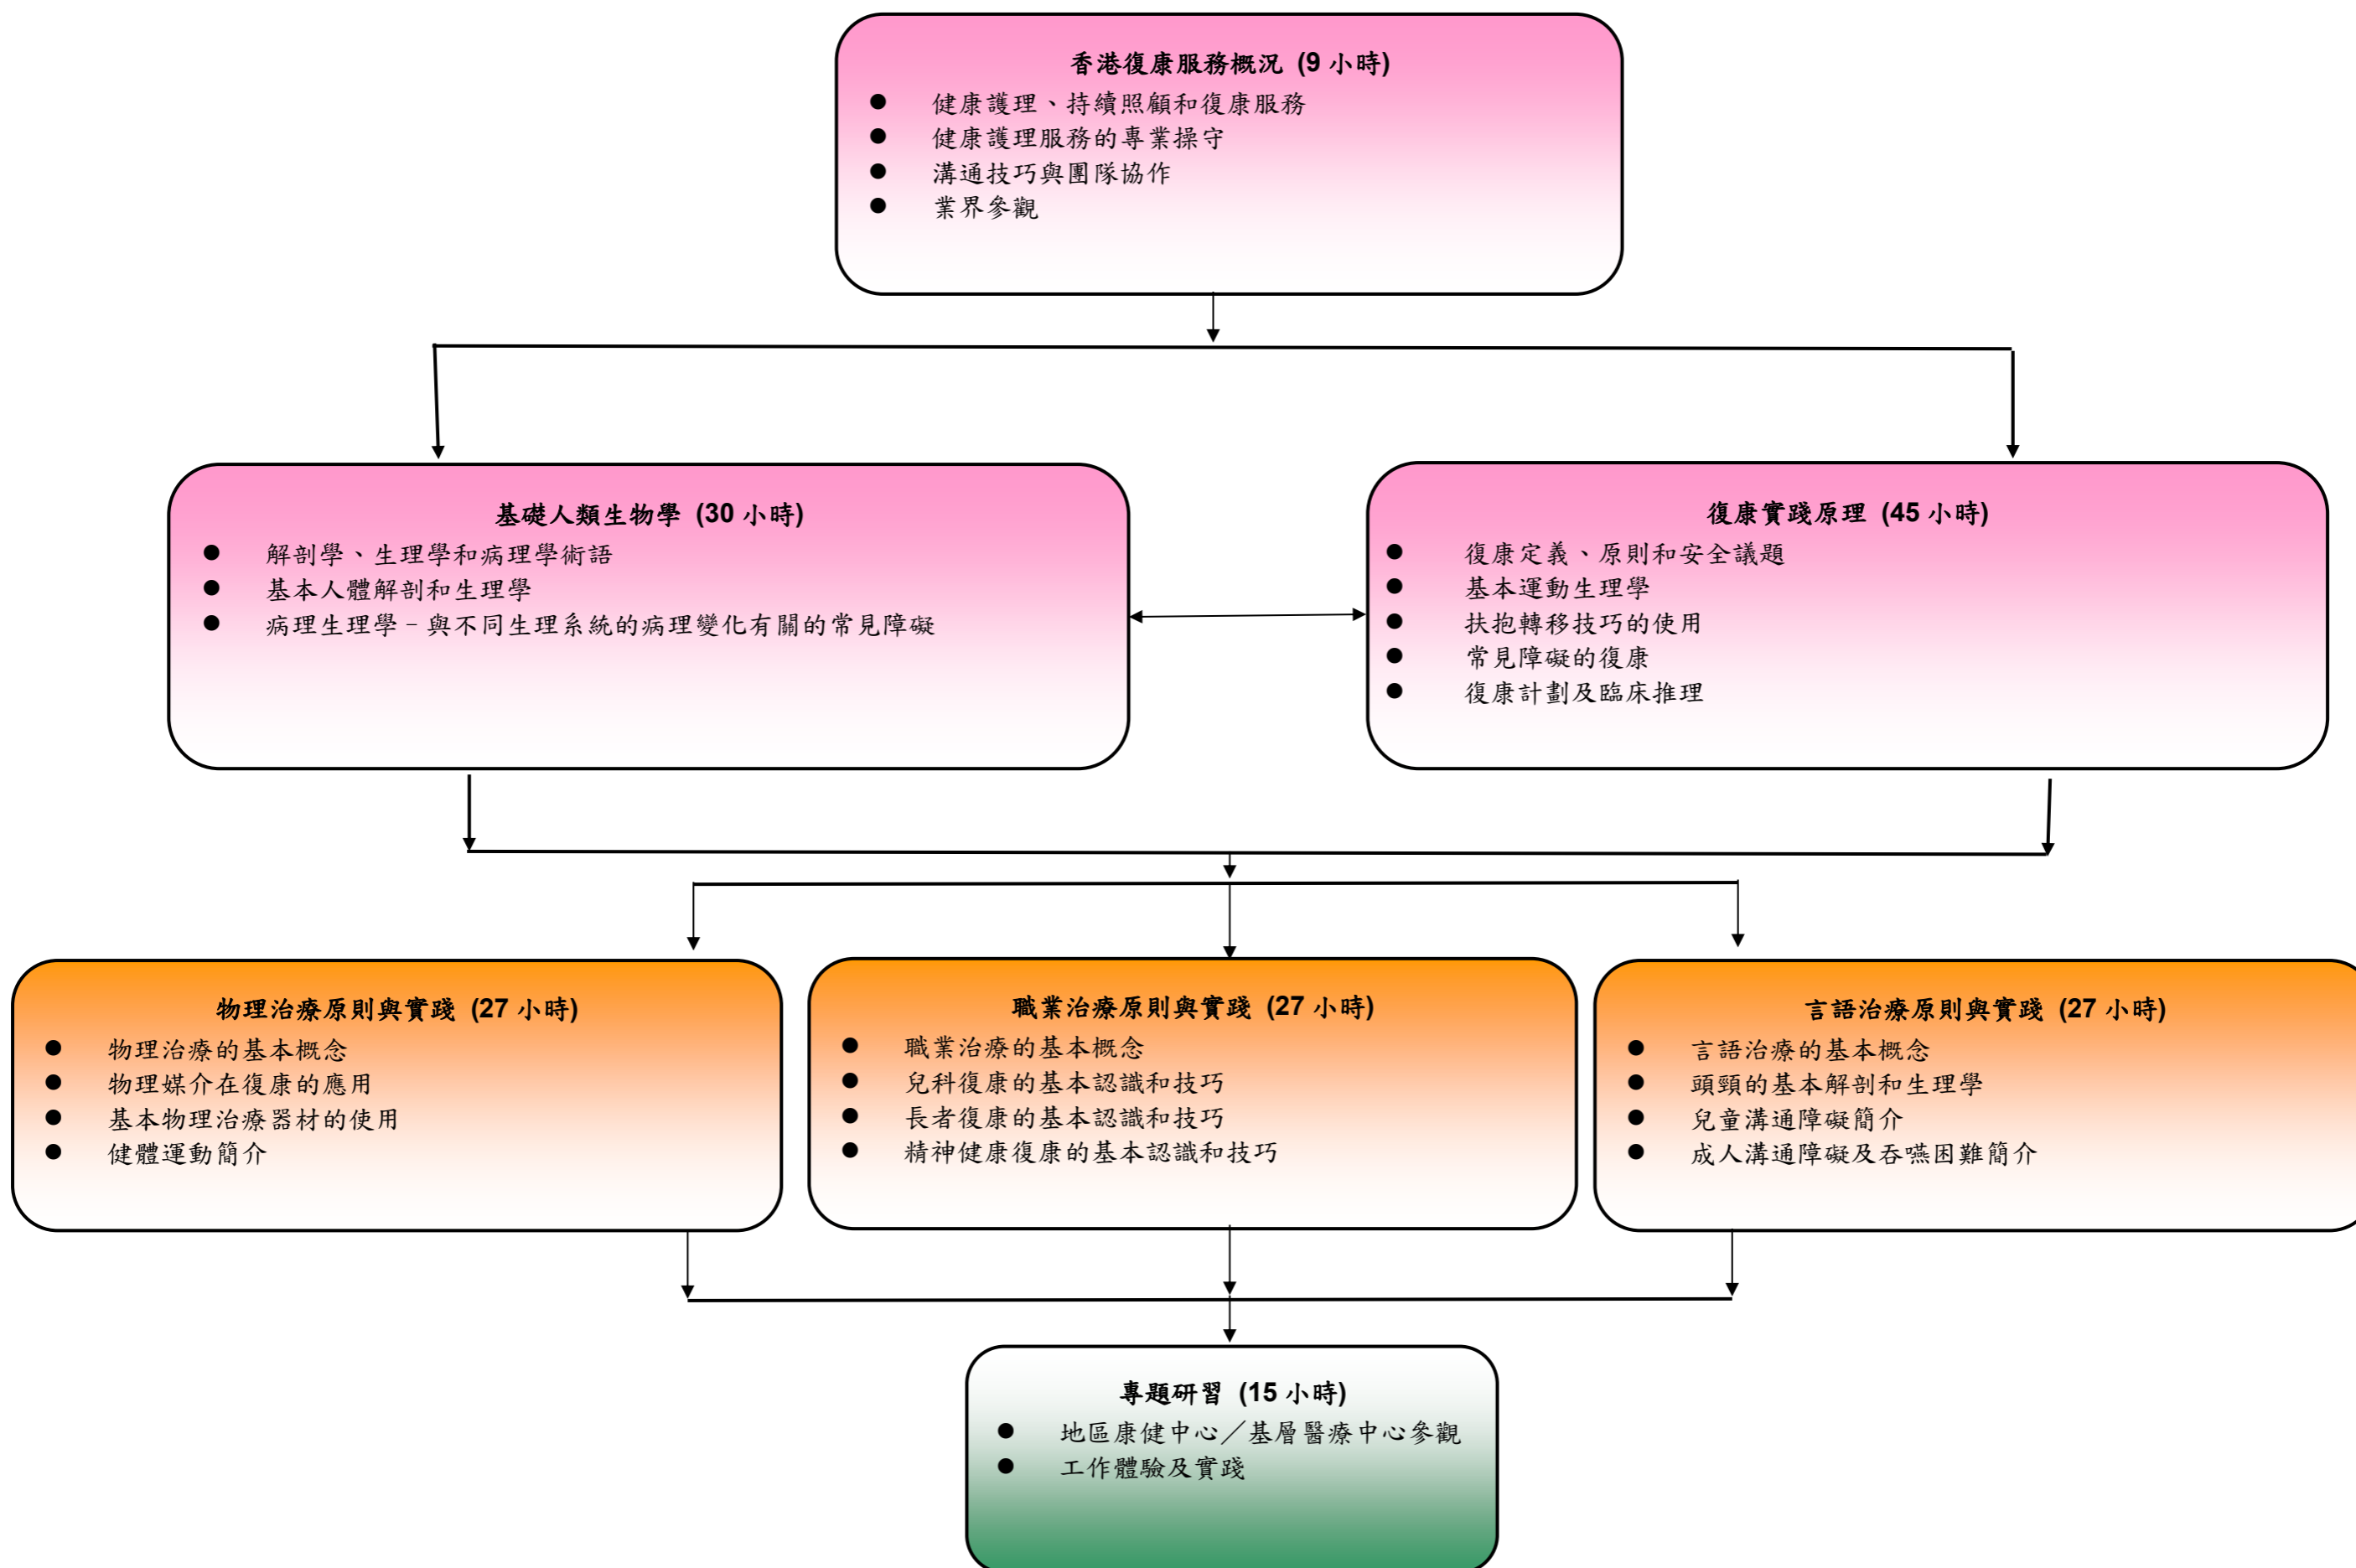 香港復康服務概況 (9 小時)
● 健康護理、持續照顧和復康服務
● 健康護理服務的專業操守
● 溝通技巧與團隊協作
● 業界參觀
基礎人類生物學 (30 小時)
● 解剖學、生理學和病理學術語
● 基本人體解剖和生理學
● 病理生理學–與不同生理系統的病理變化有關的常見障礙
復康實踐原理 (45 小時)
● 復康定義、原則和安全議題
● 基本運動生理學
● 扶抱轉移技巧的使用
● 常見障礙的復康
● 復康計劃及臨床推理
物理治療原則與實踐 (27 小時)
● 物理治療的基本概念
● 物理媒介在復康的應用
● 基本物理治療器材的使用
● 健體運動簡介
職業治療原則與實踐 (27 小時)
● 職業治療的基本概念
● 兒科復康的基本認識和技巧
● 長者復康的基本認識和技巧
● 精神健康復康的基本認識和技巧
言語治療原則與實踐 (27 小時)
● 言語治療的基本概念
● 頭頸的基本解剖和生理學
● 兒童溝通障礙簡介
● 成人溝通障礙及吞嚥困難簡介
專題研習 (15 小時)
● 地區康健中心／基層醫療中心參觀
● 工作體驗及實踐